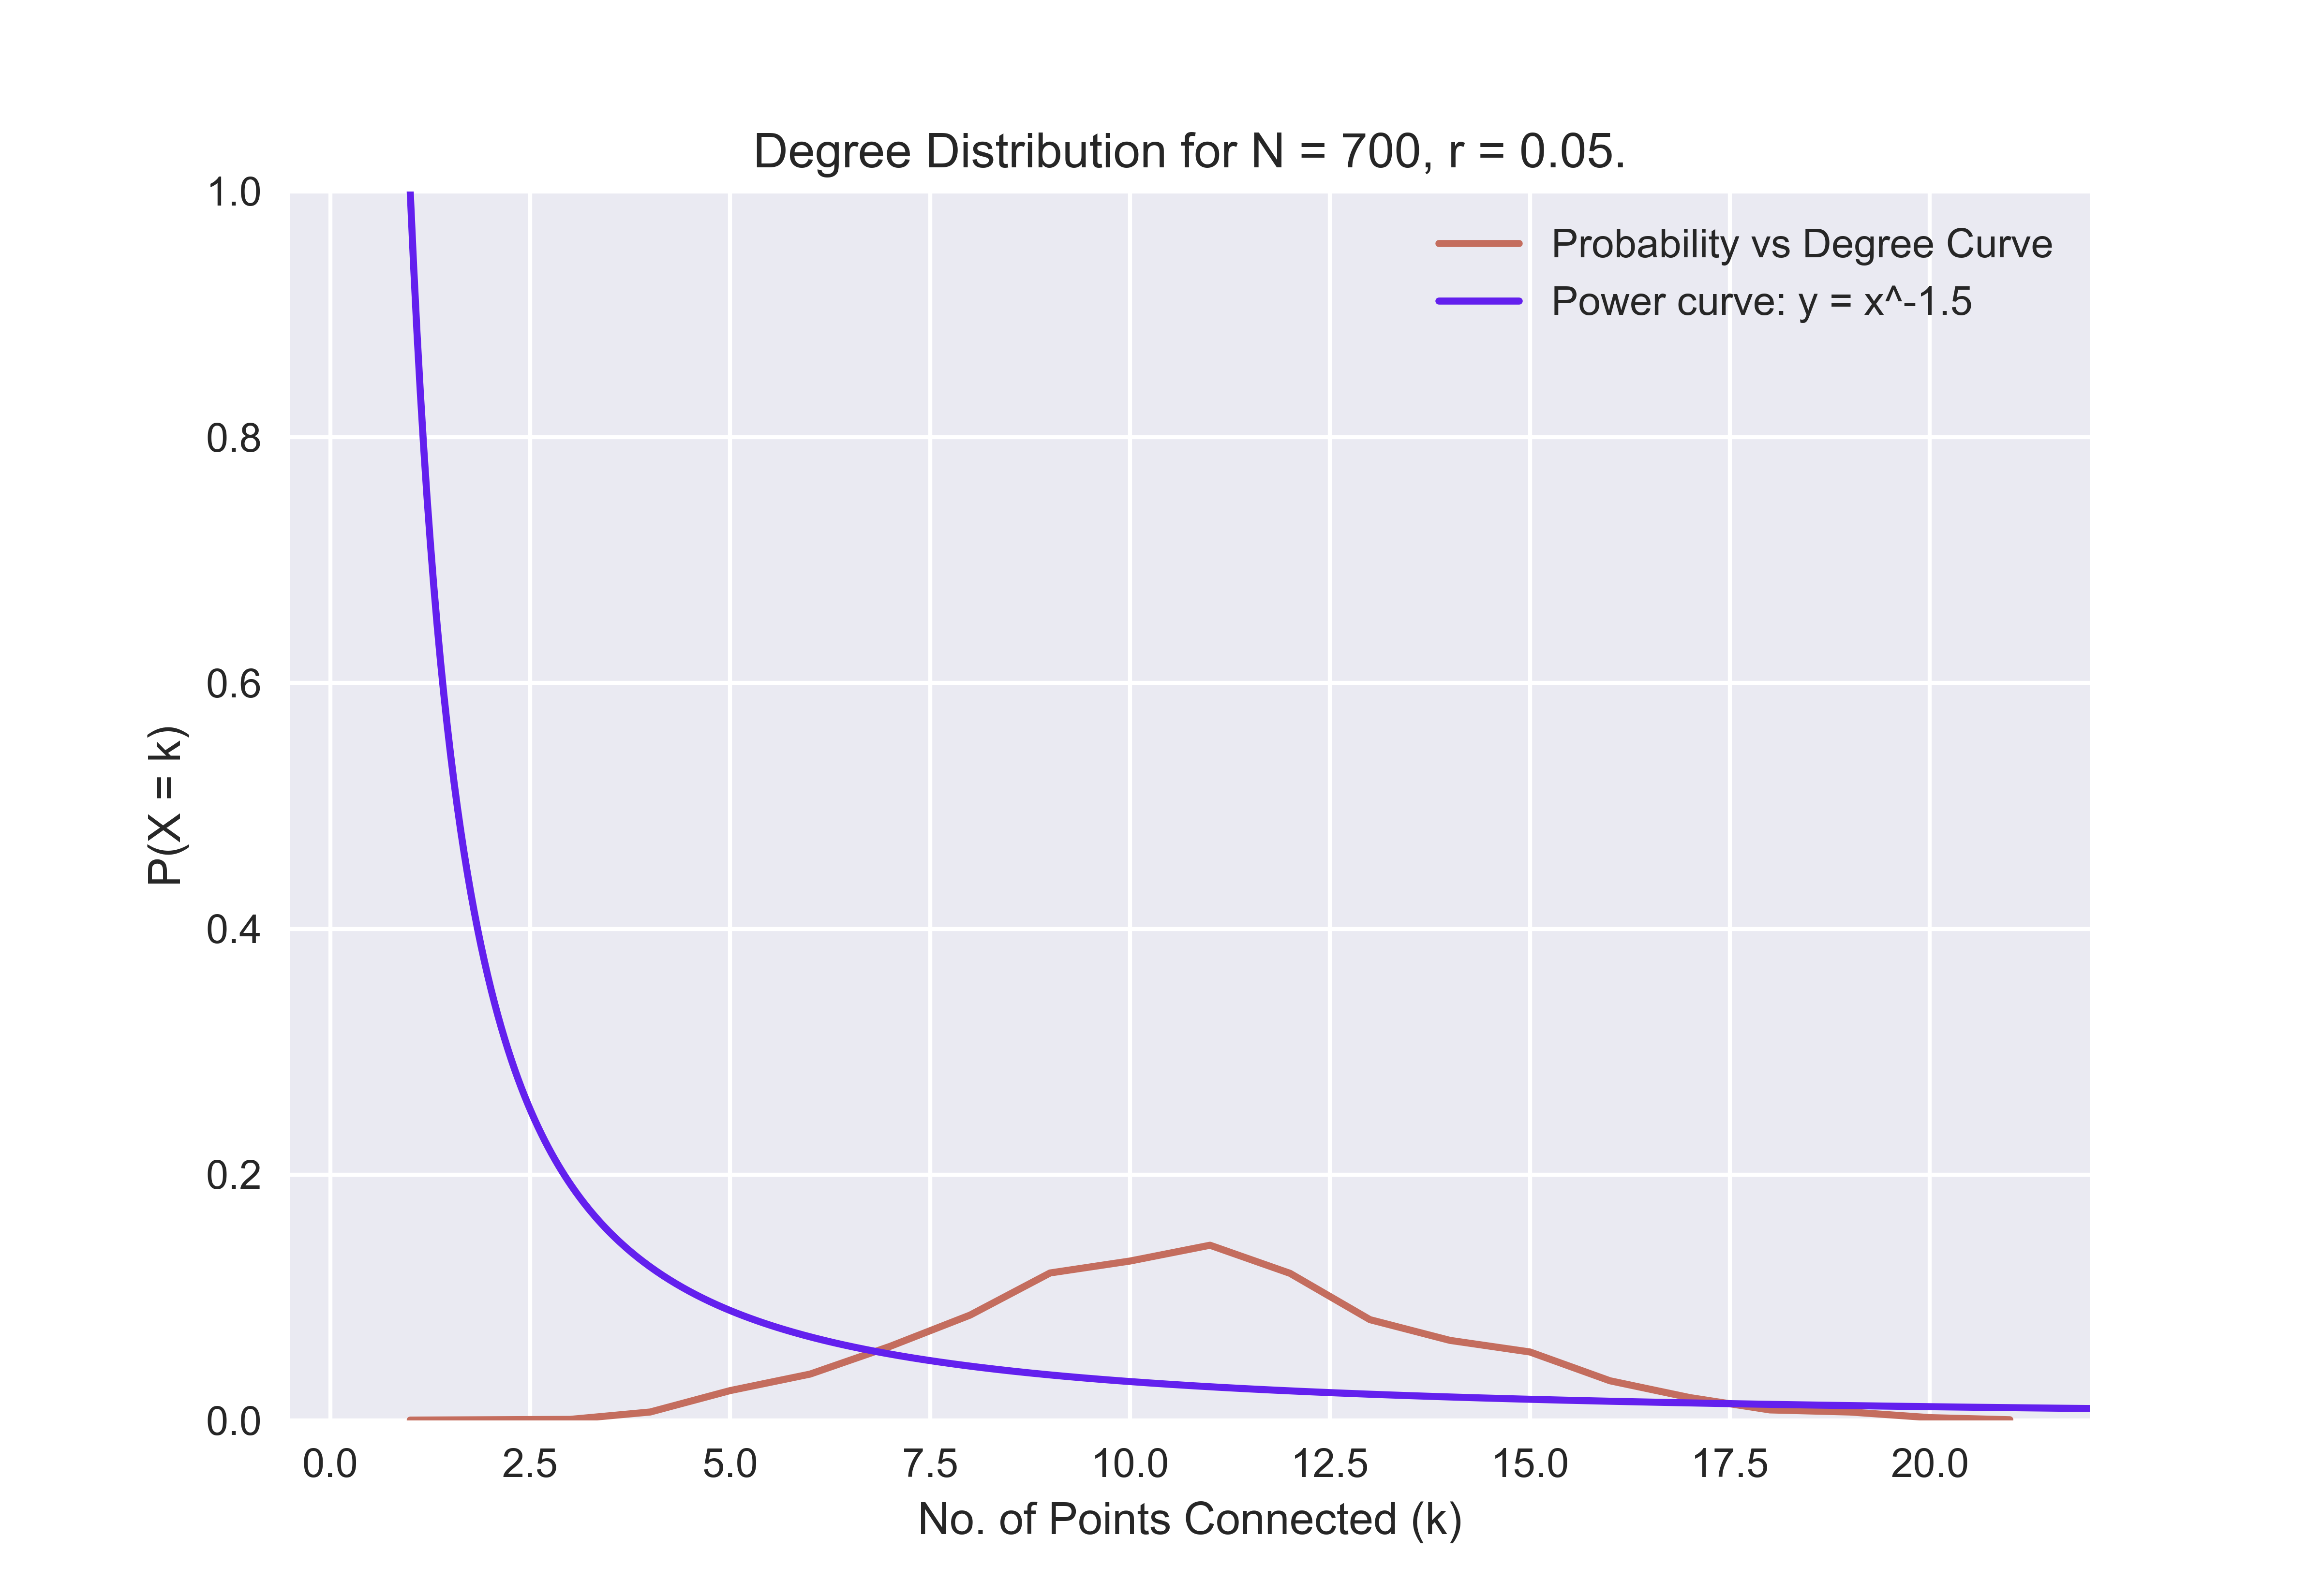 Degree Distribution for N = 700, r = 0.05.
Probability vs Degree Curve
Power curve: y = x^-1.5
P(X = k)
1.0
0.8
0.6
0.4
0.2
0.0
0.0 2.5 5.0 7.5 10.0 12.5 15.0 17.5 20.0
No. of Points Connected (k)